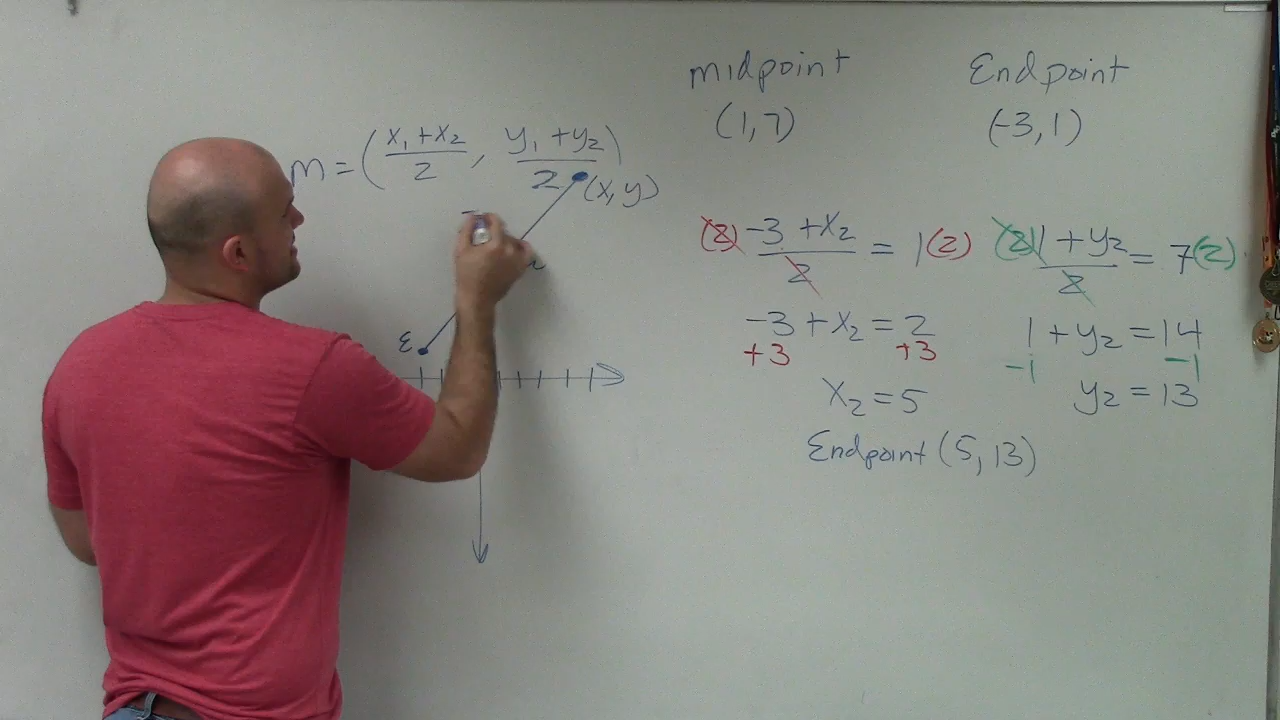 midpoint Endpoint
(1,7) (-3,1)
m = (x₁+x₂/2, y₁+y₂/2)
(x,y)
ε
(2) -3+x₂/2 = 1(2)
-3+x₂=2
+3 +3
x₂=5
(2) 1+y₂/2 = 7(2)
1+y₂=14
-1 -1
y₂=13
Endpoint (5,13)